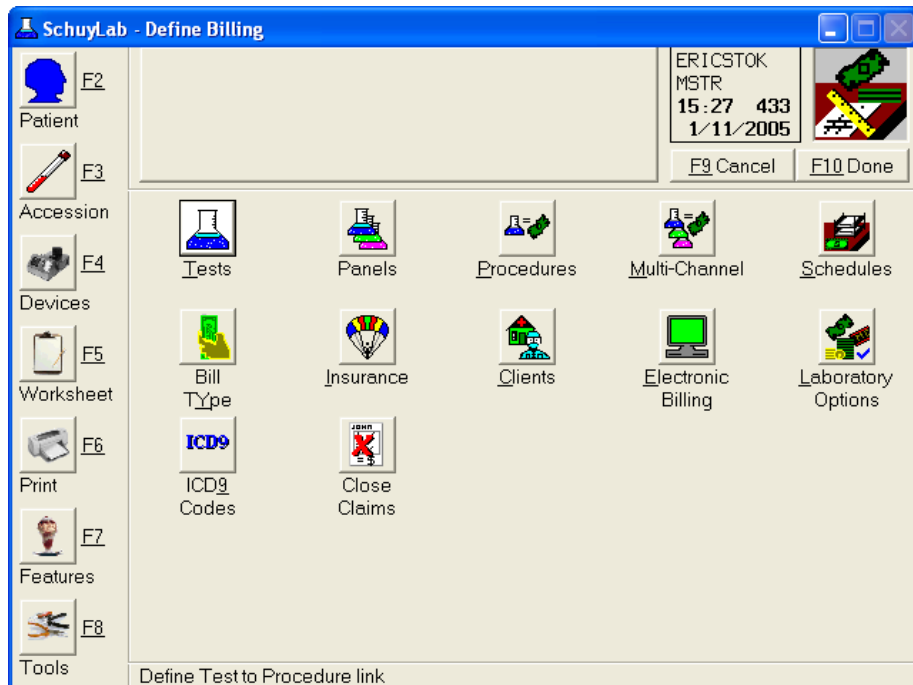 SchuyLab - Define Billing
F2
Patient
F3
Accession
F4
Devices
F5
Worksheet
F6
Print
F7
Features
F8
Tools
ERICSTOK
MSTR
15:27 433
1/11/2005
F9 Cancel
F10 Done
Tests
Panels
Procedures
Multi-Channel
Schedules
Bill
TYpe
Insurance
Clients
Electronic
Billing
Laboratory
Options
ICD9
ICD9
Codes
JOHN
= $
Close
Claims
Define Test to Procedure link